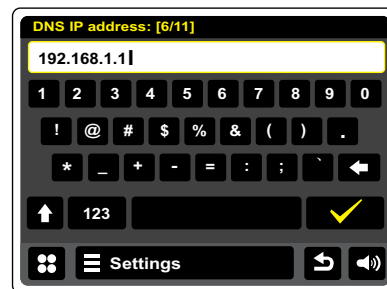 DNS IP address: [6/11]
192.168.1.1
1 2 3 4 5 6 7 8 9 0
! @ # $ % & ( ) .
* _ + - = : ; `
123
Settings